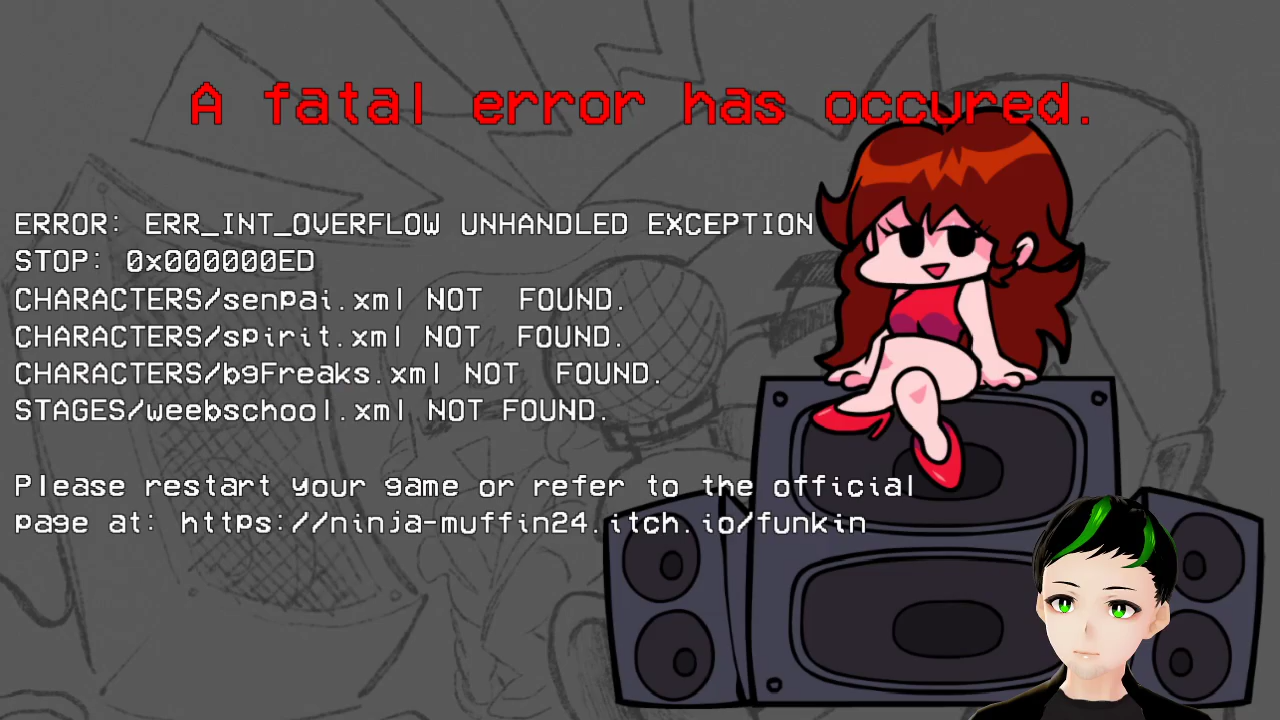 A fatal error has occured.
ERROR: ERR_INT_OVERFLOW UNHANDLED EXCEPTION
STOP: 0x000000ED
CHARACTERS/senpai.xml NOT  FOUND.
CHARACTERS/spirit.xml NOT  FOUND.
CHARACTERS/bgFreaks.xml NOT  FOUND.
STAGES/weebschool.xml NOT FOUND.
Please restart your game or refer to the official
page at: https://ninja-muffin24.itch.io/funkin